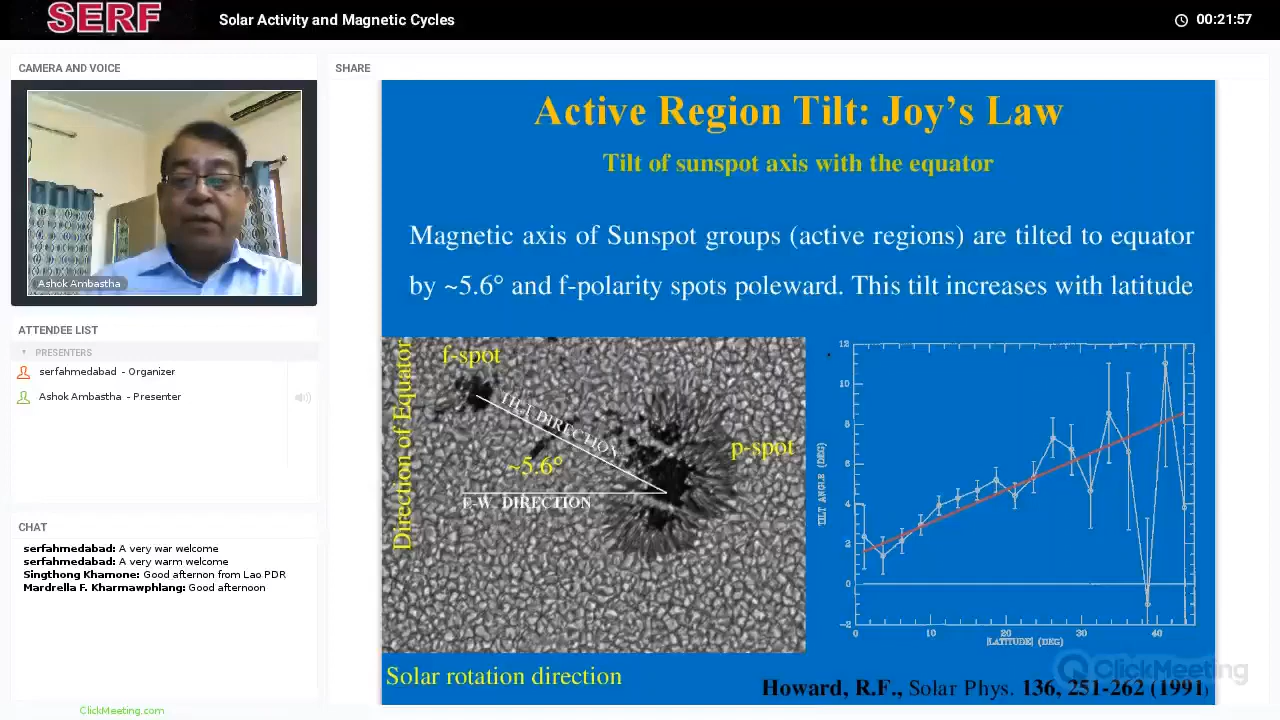 SERF
Solar Activity and Magnetic Cycles
00:21:57
CAMERA AND VOICE
Ashok Ambastha
ATTENDEE LIST
PRESENTERS
serfahmedabad - Organizer
Ashok Ambastha - Presenter
CHAT
serfahmedabad: A very war welcome
serfahmedabad: A very warm welcome
Singthong Khamone: Good afternon from Lao PDR
Mardrella F. Kharmawphlang: Good afternoon
ClickMeeting.com
SHARE
Active Region Tilt: Joy's Law
Tilt of sunspot axis with the equator
Magnetic axis of Sunspot groups (active regions) are tilted to equator
by ~5.6° and f-polarity spots poleward. This tilt increases with latitude
Direction of Equator
f-spot
TILT DIRECTION
p-spot
~5.6°
E-W. DIRECTION
Solar rotation direction
TILT ANGLE (DEG)
12
10
8
6
4
2
0
-2
0 10 20 30 40
|LATITUDE| (DEG)
ClickMeeting
Howard, R.F., Solar Phys. 136, 251-262 (1991)